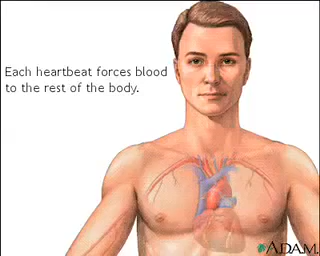 Each heartbeat forces blood
to the rest of the body.
ADAM.